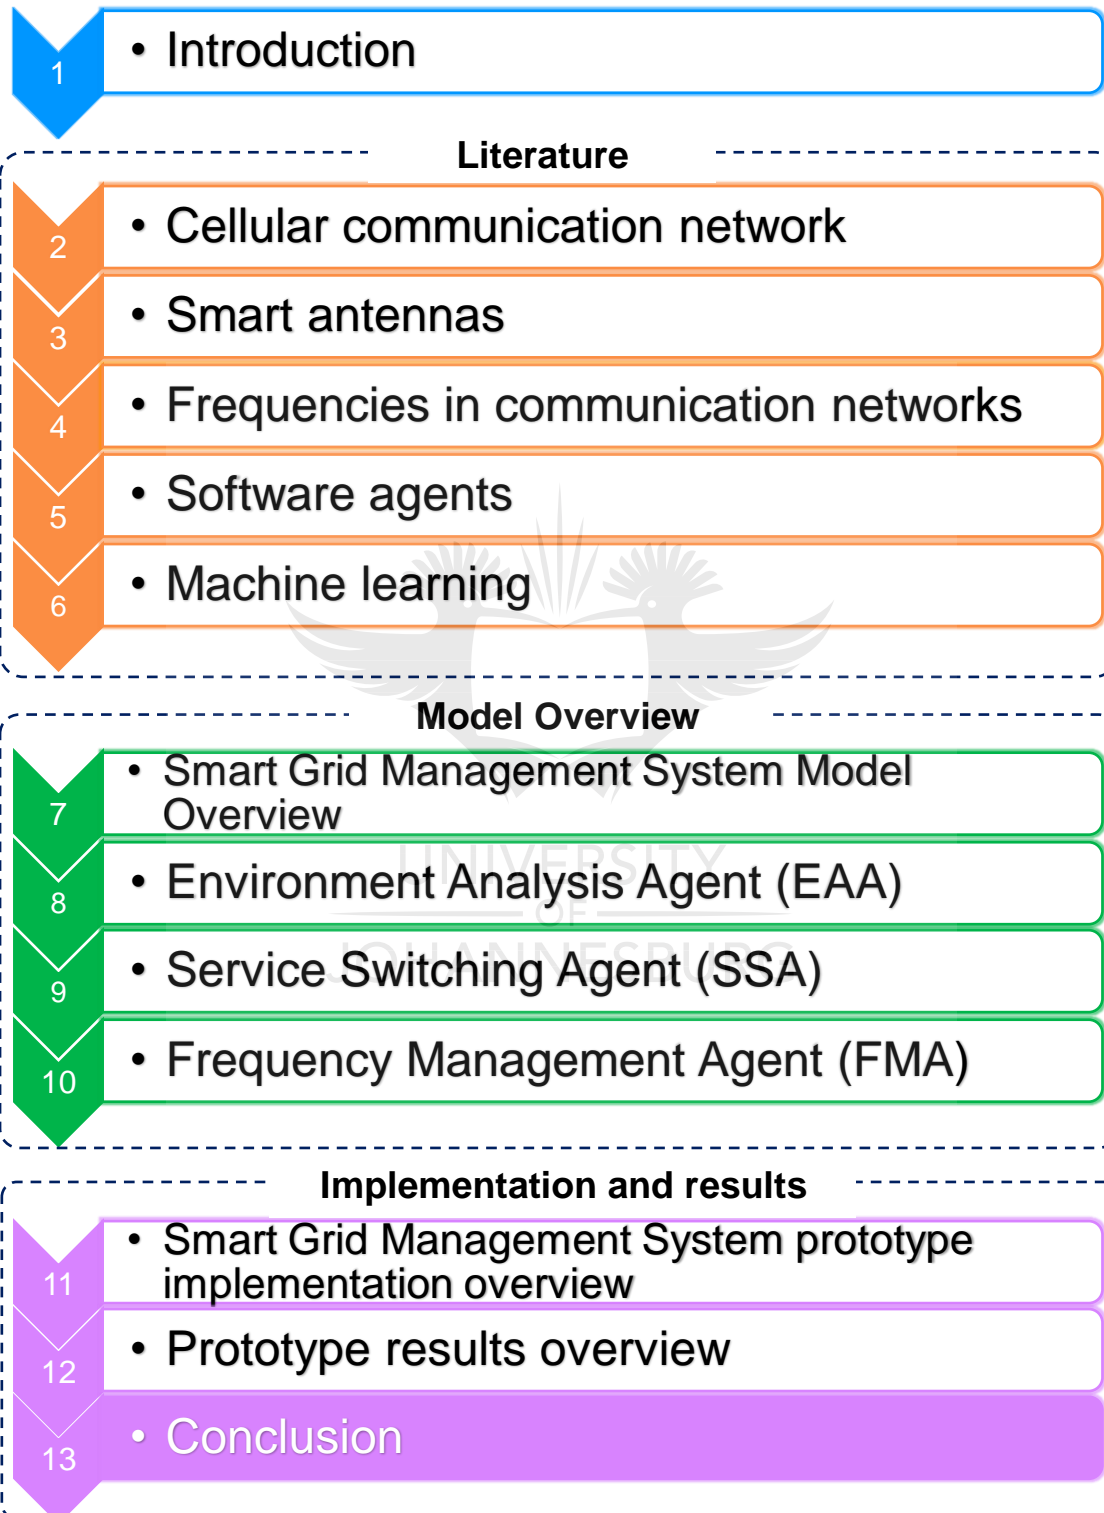 1
• Introduction
Literature
2
• Cellular communication network
3
• Smart antennas
4
• Frequencies in communication networks
5
• Software agents
6
• Machine learning
Model Overview
7
• Smart Grid Management System Model
Overview
UNIVERSITY
8
• Environment Analysis Agent (EAA)
OF
JOHANNESBURG
9
• Service Switching Agent (SSA)
10
• Frequency Management Agent (FMA)
Implementation and results
11
• Smart Grid Management System prototype
implementation overview
12
• Prototype results overview
13
• Conclusion